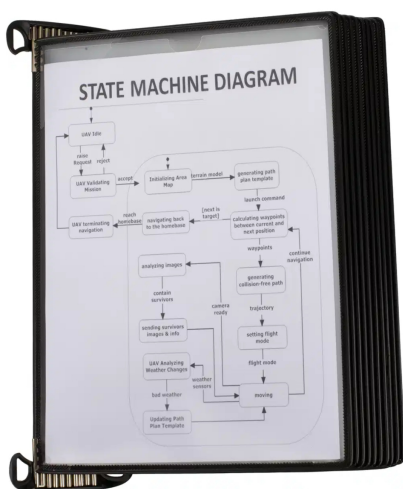 STATE MACHINE DIAGRAM
UAV Idle
raise
Request
reject
UAV Validating
Mission
accept
Initializing Area
Map
terrain model
generating path
plan template
launch command
UAV terminating
navigation
reach
homebase
navigating back
to the homebase
[next is
target]
calculating waypoints
between current and
next position
waypoints
continue
navigation
analyzing images
generating
collision-free path
contain
survivors
camera
ready
trajectory
sending survivors
images & info
setting flight
mode
UAV Analyzing
Weather Changes
weather
sensors
flight mode
bad weather
moving
Updating Path
Plan Template